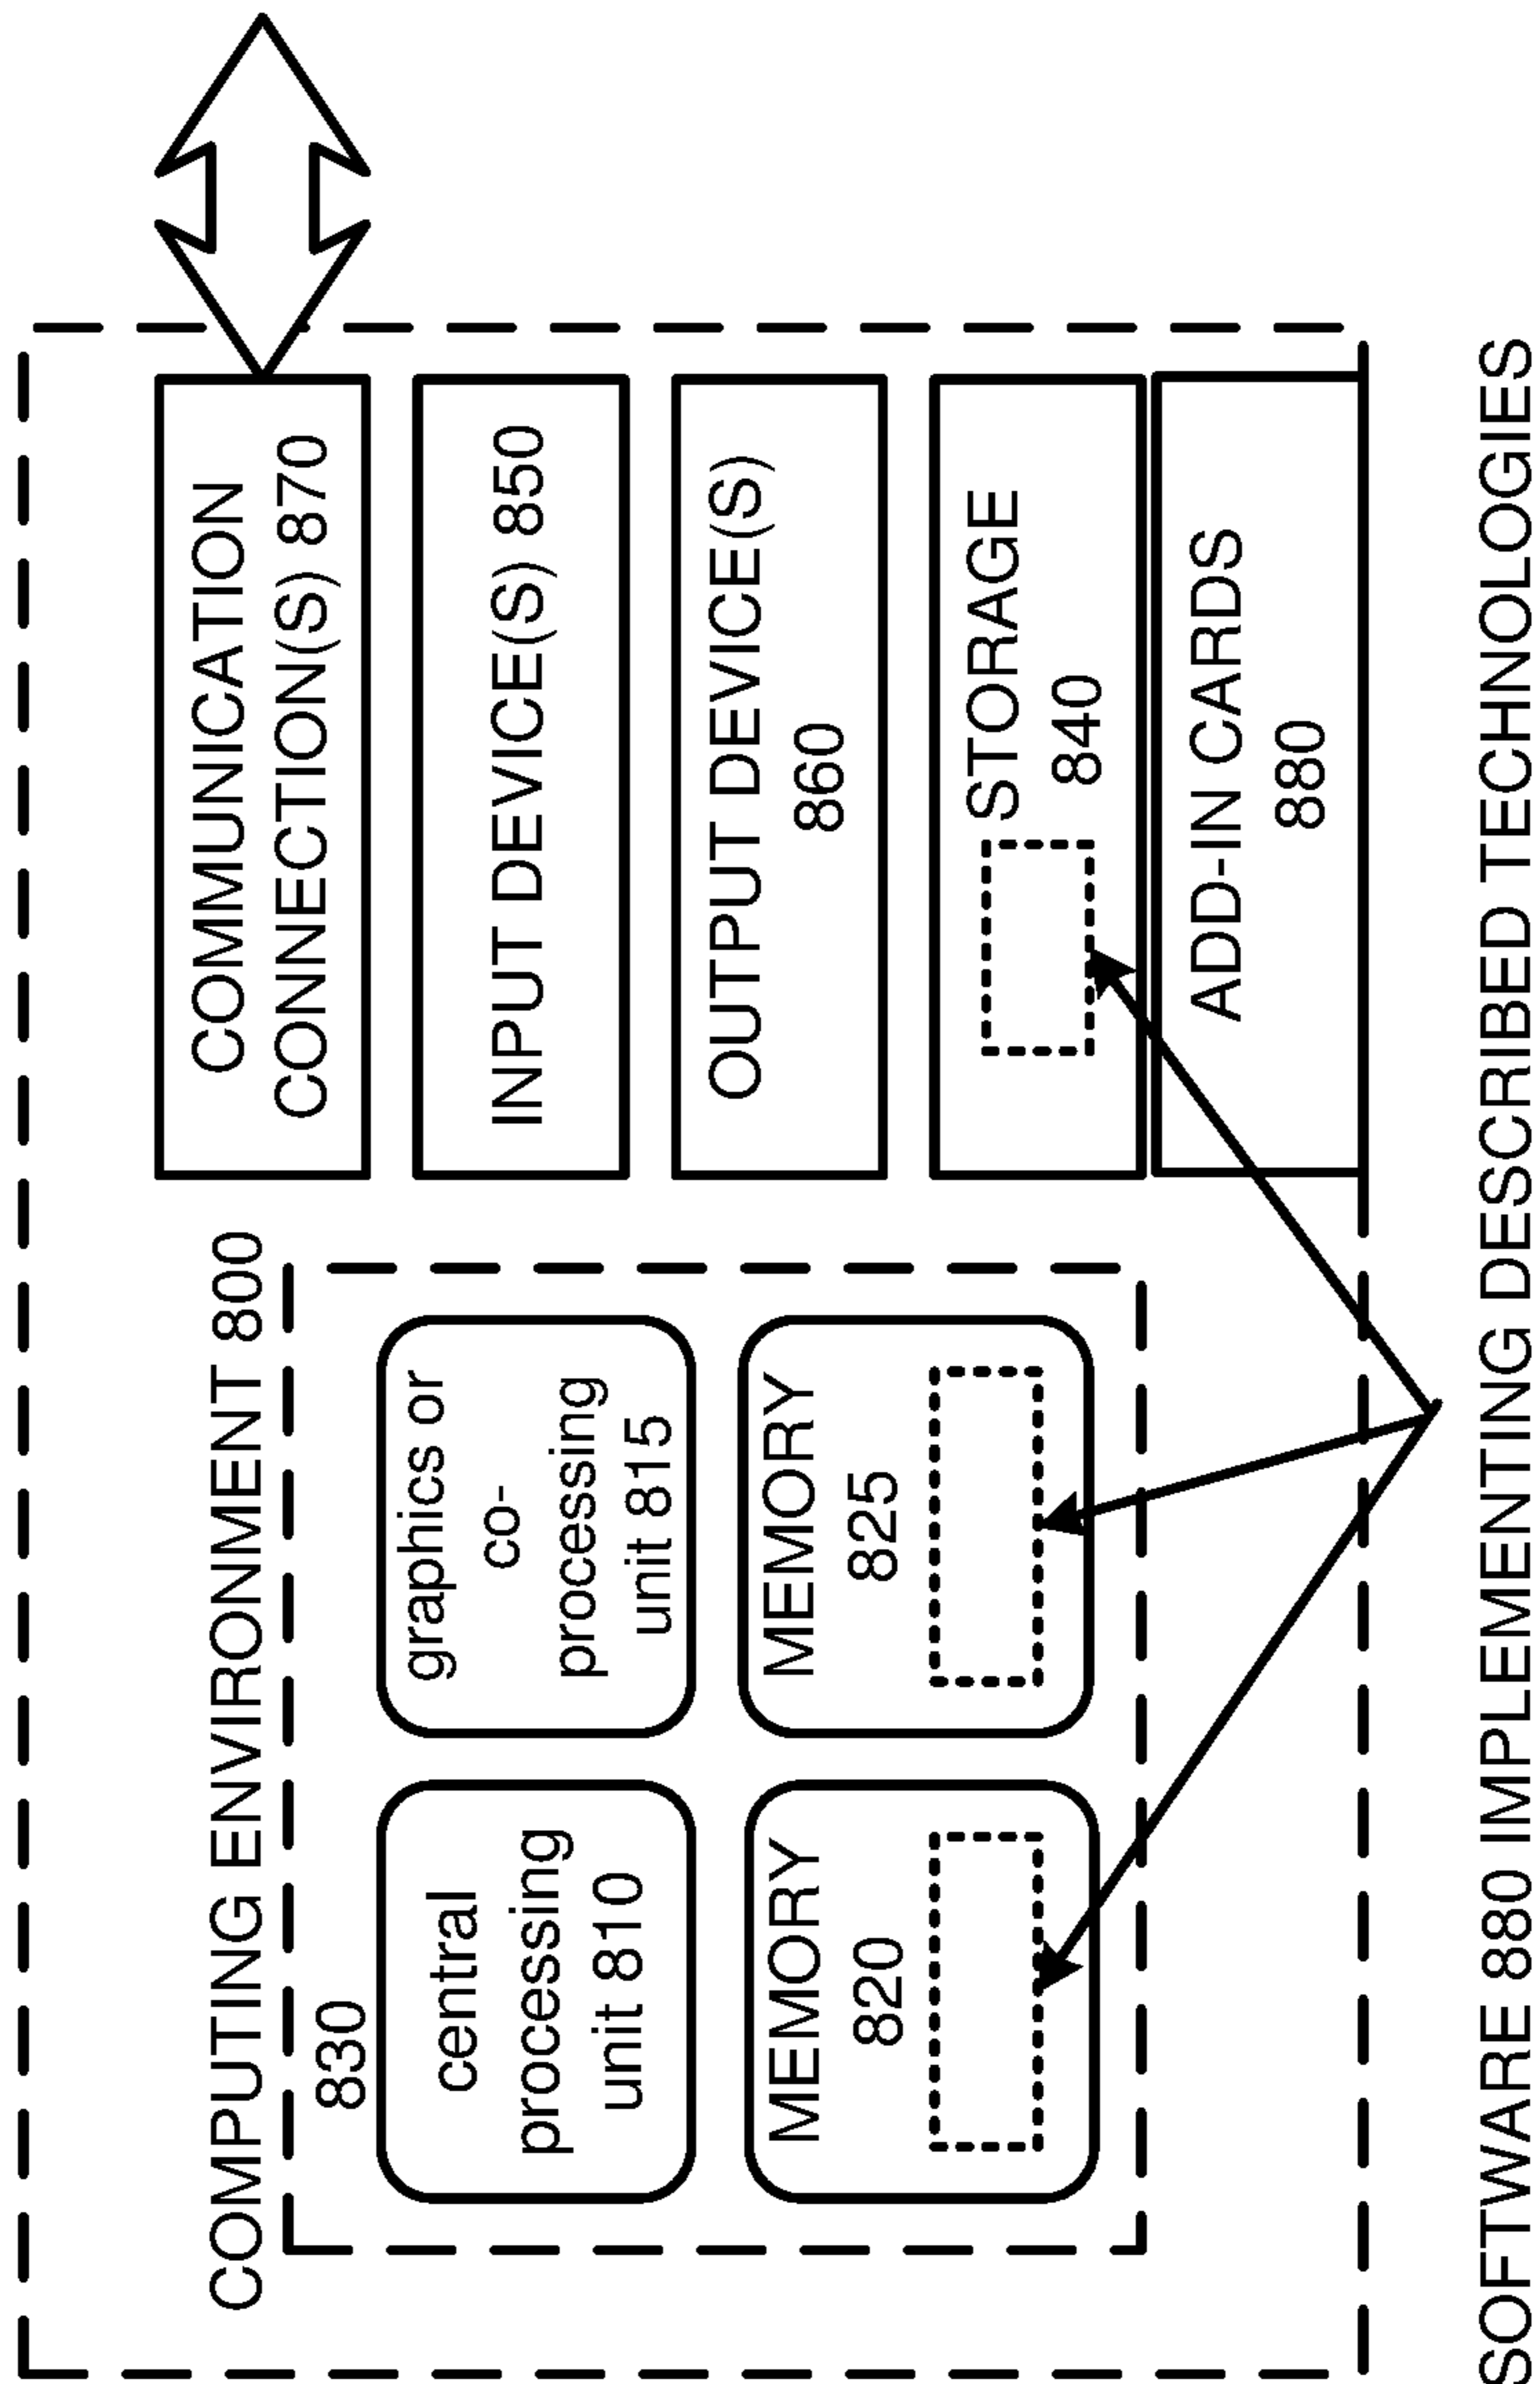 COMPUTING ENVIRONMENT 800
830
central
processing
unit 810
graphics or
co-
processing
unit 815
MEMORY
820
MEMORY
825
COMMUNICATION
CONNECTION(S) 870
INPUT DEVICE(S) 850
OUTPUT DEVICE(S)
860
STORAGE
840
ADD-IN CARDS
880
SOFTWARE 880 IMPLEMENTING DESCRIBED TECHNOLOGIES